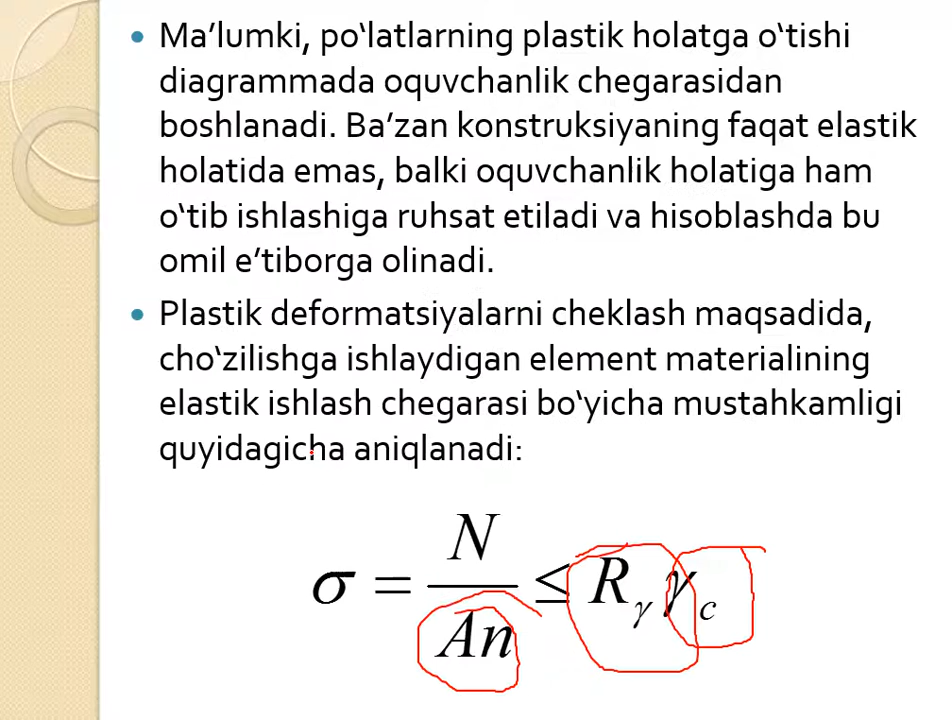 Ma’lumki, po‘latlarning plastik holatga o‘tishi
diagrammada oquvchanlik chegarasidan
boshlanadi. Ba’zan konstruksiyaning faqat elastik
holatida emas, balki oquvchanlik holatiga ham
o‘tib ishlashiga ruhsat etiladi va hisoblashda bu
omil e’tiborga olinadi.
Plastik deformatsiyalarni cheklash maqsadida,
cho‘zilishga ishlaydigan element materialining
elastik ishlash chegarasi bo‘yicha mustahkamligi
quyidagicha aniqlanadi:
σ = N / An ≤ R_γ γ_c